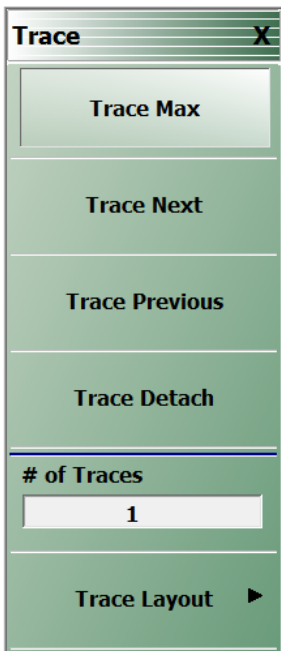 Trace X
Trace Max
Trace Next
Trace Previous
Trace Detach
# of Traces
1
Trace Layout